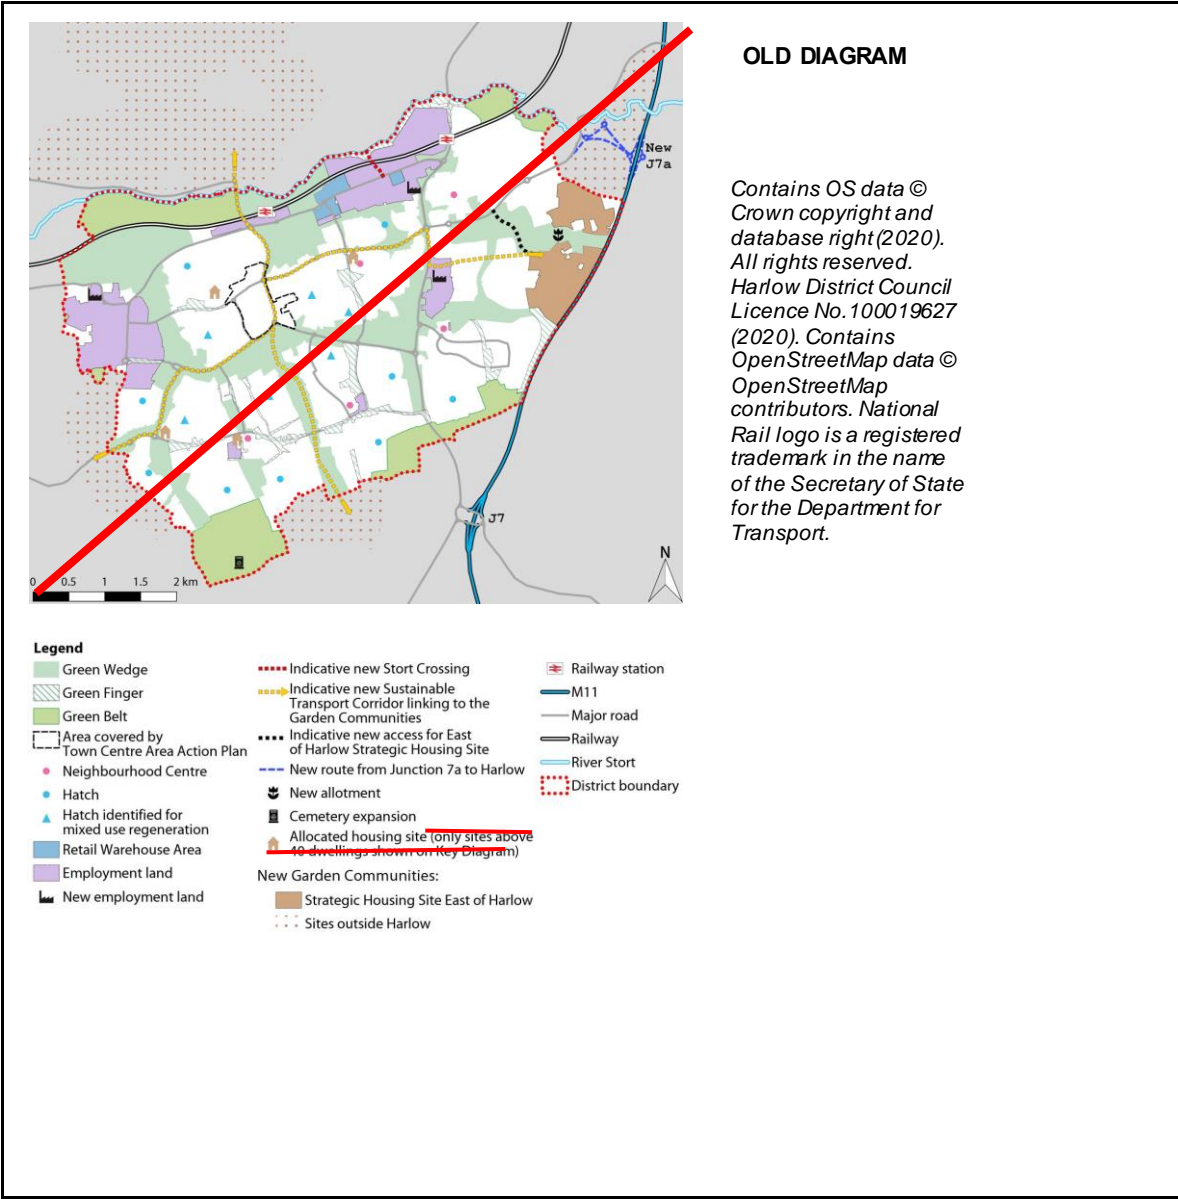 OLD DIAGRAM
New
J7a
Contains OS data ©
Crown copyright and
database right (2020).
All rights reserved.
Harlow District Council
Licence No.100019627
(2020). Contains
OpenStreetMap data ©
OpenStreetMap
contributors. National
Rail logo is a registered
trademark in the name
of the Secretary of State
for the Department for
Transport.
J7
N
0 0.5 1 1.5 2 km
Legend
Green Wedge
Green Finger
Green Belt
Area covered by
Town Centre Area Action Plan
Neighbourhood Centre
Hatch
Hatch identified for
mixed use regeneration
Retail Warehouse Area
Employment land
New employment land
Indicative new Stort Crossing
Indicative new Sustainable
Transport Corridor linking to the
Garden Communities
Indicative new access for East
of Harlow Strategic Housing Site
New route from Junction 7a to Harlow
New allotment
Cemetery expansion
Allocated housing site (only sites above
40 dwellings shown on Key Diagram)
New Garden Communities:
Strategic Housing Site East of Harlow
Sites outside Harlow
Railway station
M11
Major road
Railway
River Stort
District boundary